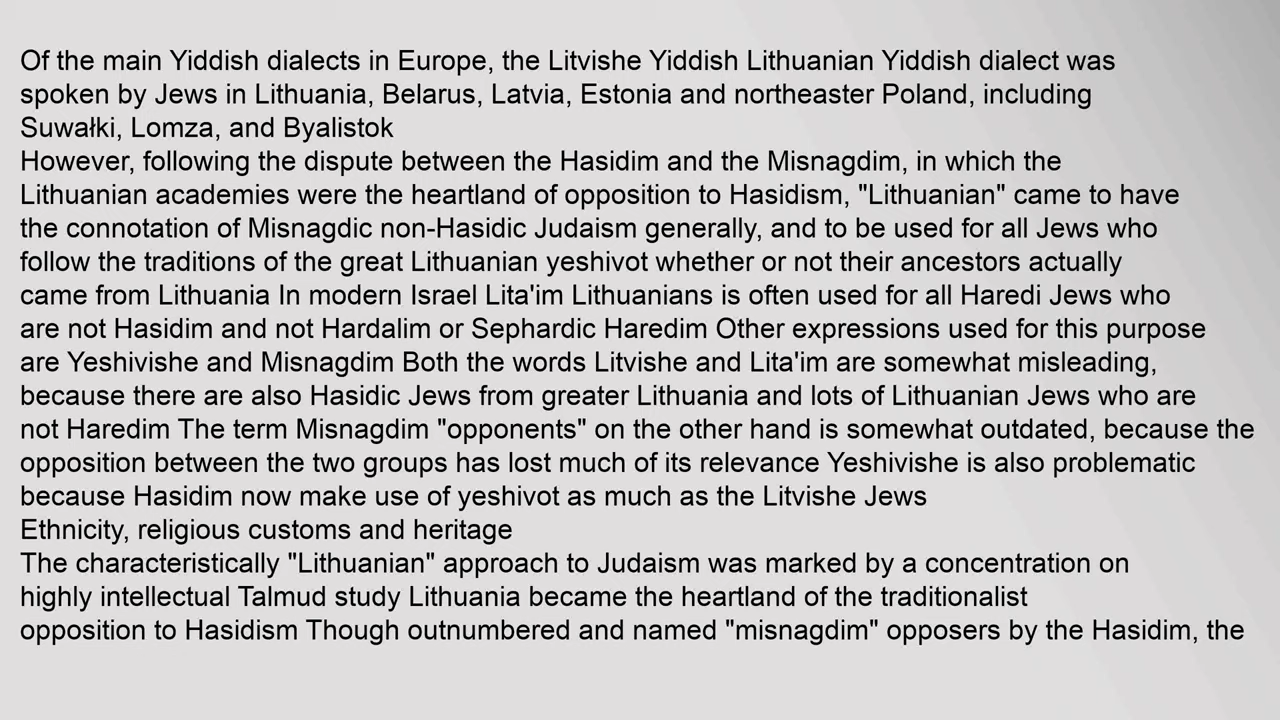 Of the main Yiddish dialects in Europe, the Litvishe Yiddish Lithuanian Yiddish dialect was
spoken by Jews in Lithuania, Belarus, Latvia, Estonia and northeaster Poland, including
Suwałki, Lomza, and Byalistok
However, following the dispute between the Hasidim and the Misnagdim, in which the
Lithuanian academies were the heartland of opposition to Hasidism, "Lithuanian" came to have
the connotation of Misnagdic non-Hasidic Judaism generally, and to be used for all Jews who
follow the traditions of the great Lithuanian yeshivot whether or not their ancestors actually
came from Lithuania In modern Israel Lita'im Lithuanians is often used for all Haredi Jews who
are not Hasidim and not Hardalim or Sephardic Haredim Other expressions used for this purpose
are Yeshivishe and Misnagdim Both the words Litvishe and Lita'im are somewhat misleading,
because there are also Hasidic Jews from greater Lithuania and lots of Lithuanian Jews who are
not Haredim The term Misnagdim "opponents" on the other hand is somewhat outdated, because the
opposition between the two groups has lost much of its relevance Yeshivishe is also problematic
because Hasidim now make use of yeshivot as much as the Litvishe Jews
Ethnicity, religious customs and heritage
The characteristically "Lithuanian" approach to Judaism was marked by a concentration on
highly intellectual Talmud study Lithuania became the heartland of the traditionalist
opposition to Hasidism Though outnumbered and named "misnagdim" opposers by the Hasidim, the